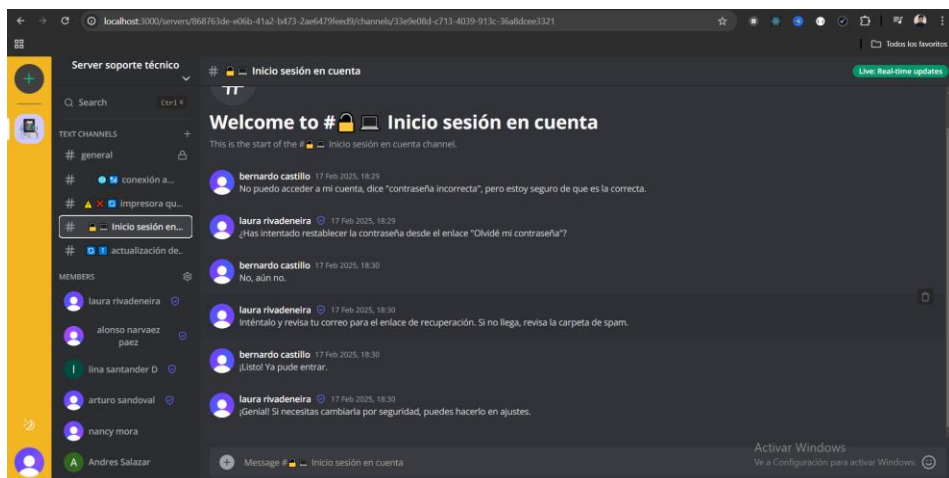 localhost:3000/servers/868763de-e06b-41a2-b473-2ae6479feed9/channels/33e9e08d-c713-4039-913c-36a8dcee3321
Todos los favoritos
Server soporte técnico
# 🔒 💻 Inicio sesión en cuenta
Live: Real-time updates
Search
Ctrl K
TEXT CHANNELS
# general
# conexión a...
# impresora qu...
# Inicio sesión en...
# actualización de..
MEMBERS
laura rivadeneira
alonso narvaez
paez
I lina santander D
arturo sandoval
nancy mora
A Andres Salazar
Welcome to #🔒 💻 Inicio sesión en cuenta
This is the start of the #🔒 💻 Inicio sesión en cuenta channel.
bernardo castillo 17 Feb 2025, 18:29
No puedo acceder a mi cuenta, dice "contraseña incorrecta", pero estoy seguro de que es la correcta.
laura rivadeneira 17 Feb 2025, 18:29
¿Has intentado restablecer la contraseña desde el enlace "Olvidé mi contraseña"?
bernardo castillo 17 Feb 2025, 18:30
No, aún no.
laura rivadeneira 17 Feb 2025, 18:30
Inténtalo y revisa tu correo para el enlace de recuperación. Si no llega, revisa la carpeta de spam.
bernardo castillo 17 Feb 2025, 18:30
¡Listo! Ya pude entrar.
laura rivadeneira 17 Feb 2025, 18:30
¡Genial! Si necesitas cambiarla por seguridad, puedes hacerlo en ajustes.
Message #🔒 💻 Inicio sesión en cuenta
Activar Windows
Ve a Configuración para activar Windows.